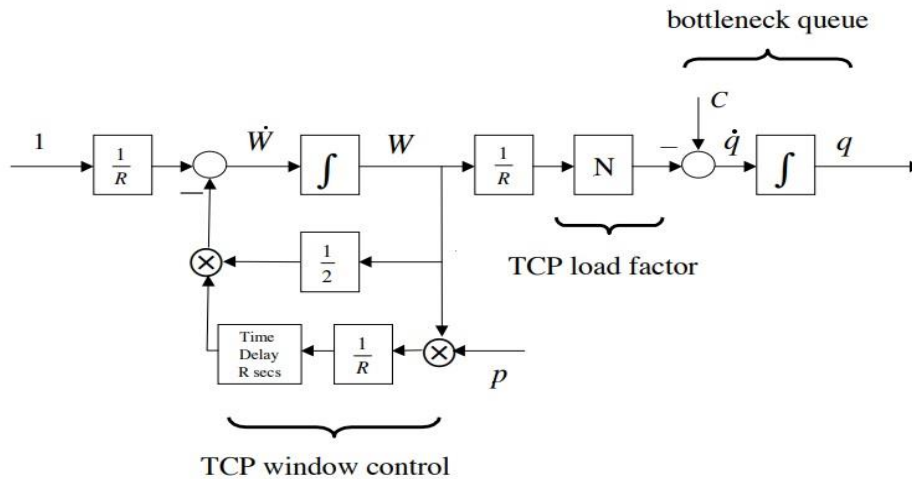 bottleneck queue
C
1
1/R
Ẇ
∫
W
1/R
N
−
q̇
∫
q
−
⊗
1/2
TCP load factor
Time
Delay
R secs
1/R
⊗
p
TCP window control